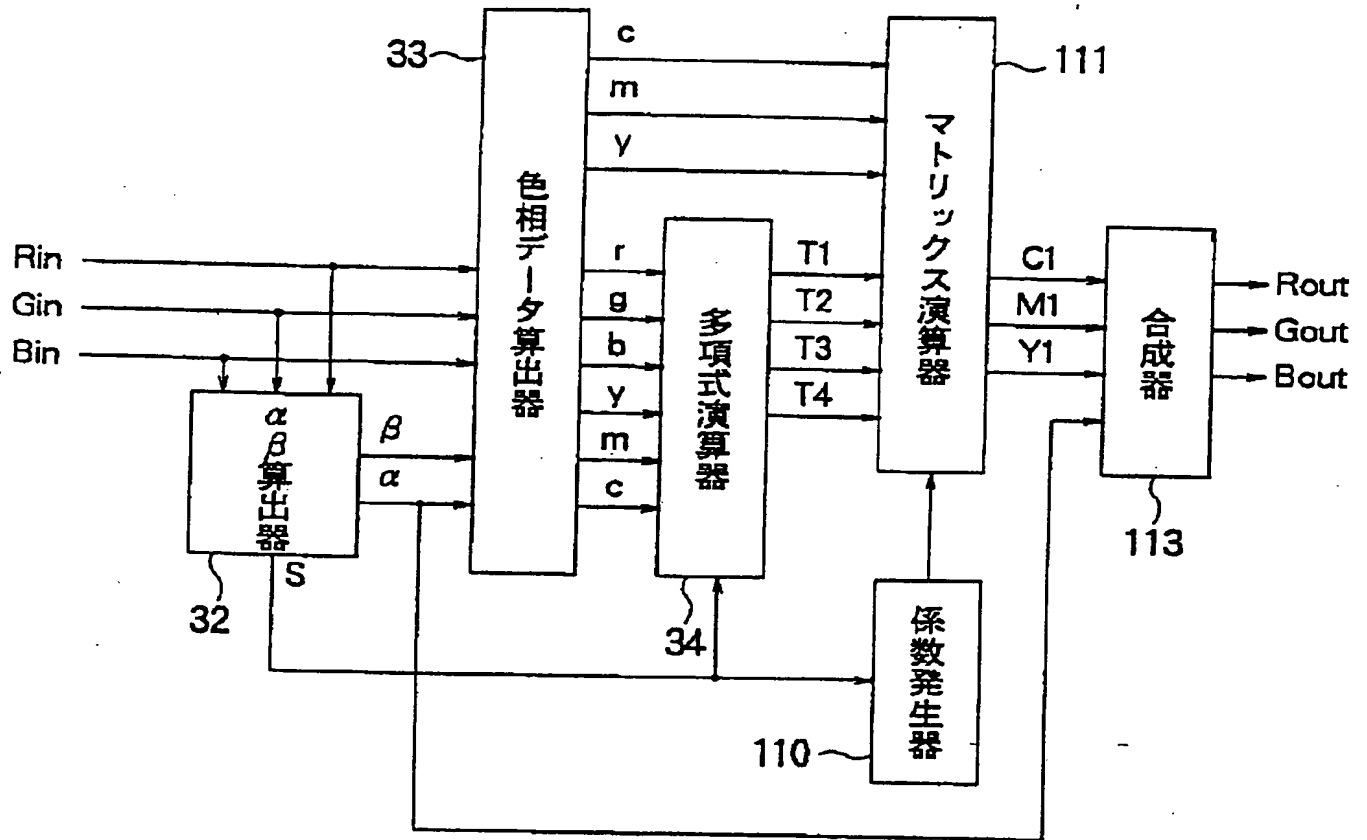 33
c
m
y
111
色相データ算出器
マトリックス演算器
Rin
Gin
Bin
r
g
b
y
m
c
多項式演算器
T1
T2
T3
T4
C1
M1
Y1
合成器
Rout
Gout
Bout
αβ算出器
β
α
32
S
34
113
係数発生器
110